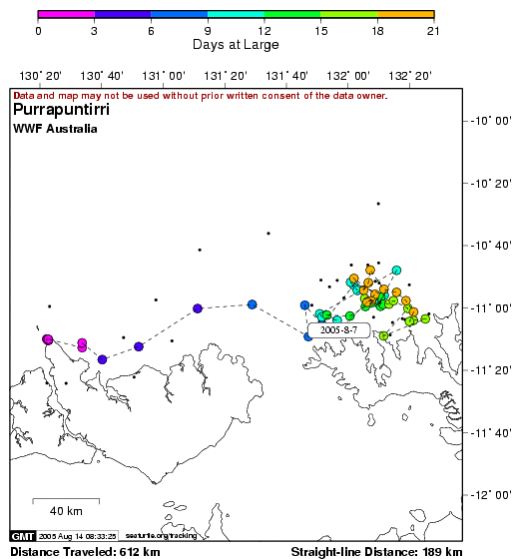 0 3 6 9 12 15 18 21
Days at Large
130˚20' 130˚40' 131˚00' 131˚20' 131˚40' 132˚00' 132˚20'
Data and map may not be used without prior written consent of the data owner.
Purrapuntirri
WWF Australia
-10˚00'
-10˚20'
-10˚40'
-11˚00'
2005-8-7
-11˚20'
-11˚40'
-12˚00'
40 km
GMT 2005 Aug 14 08:33:25 seaturtle.org/tracking
Distance Traveled: 612 km Straight-line Distance: 189 km